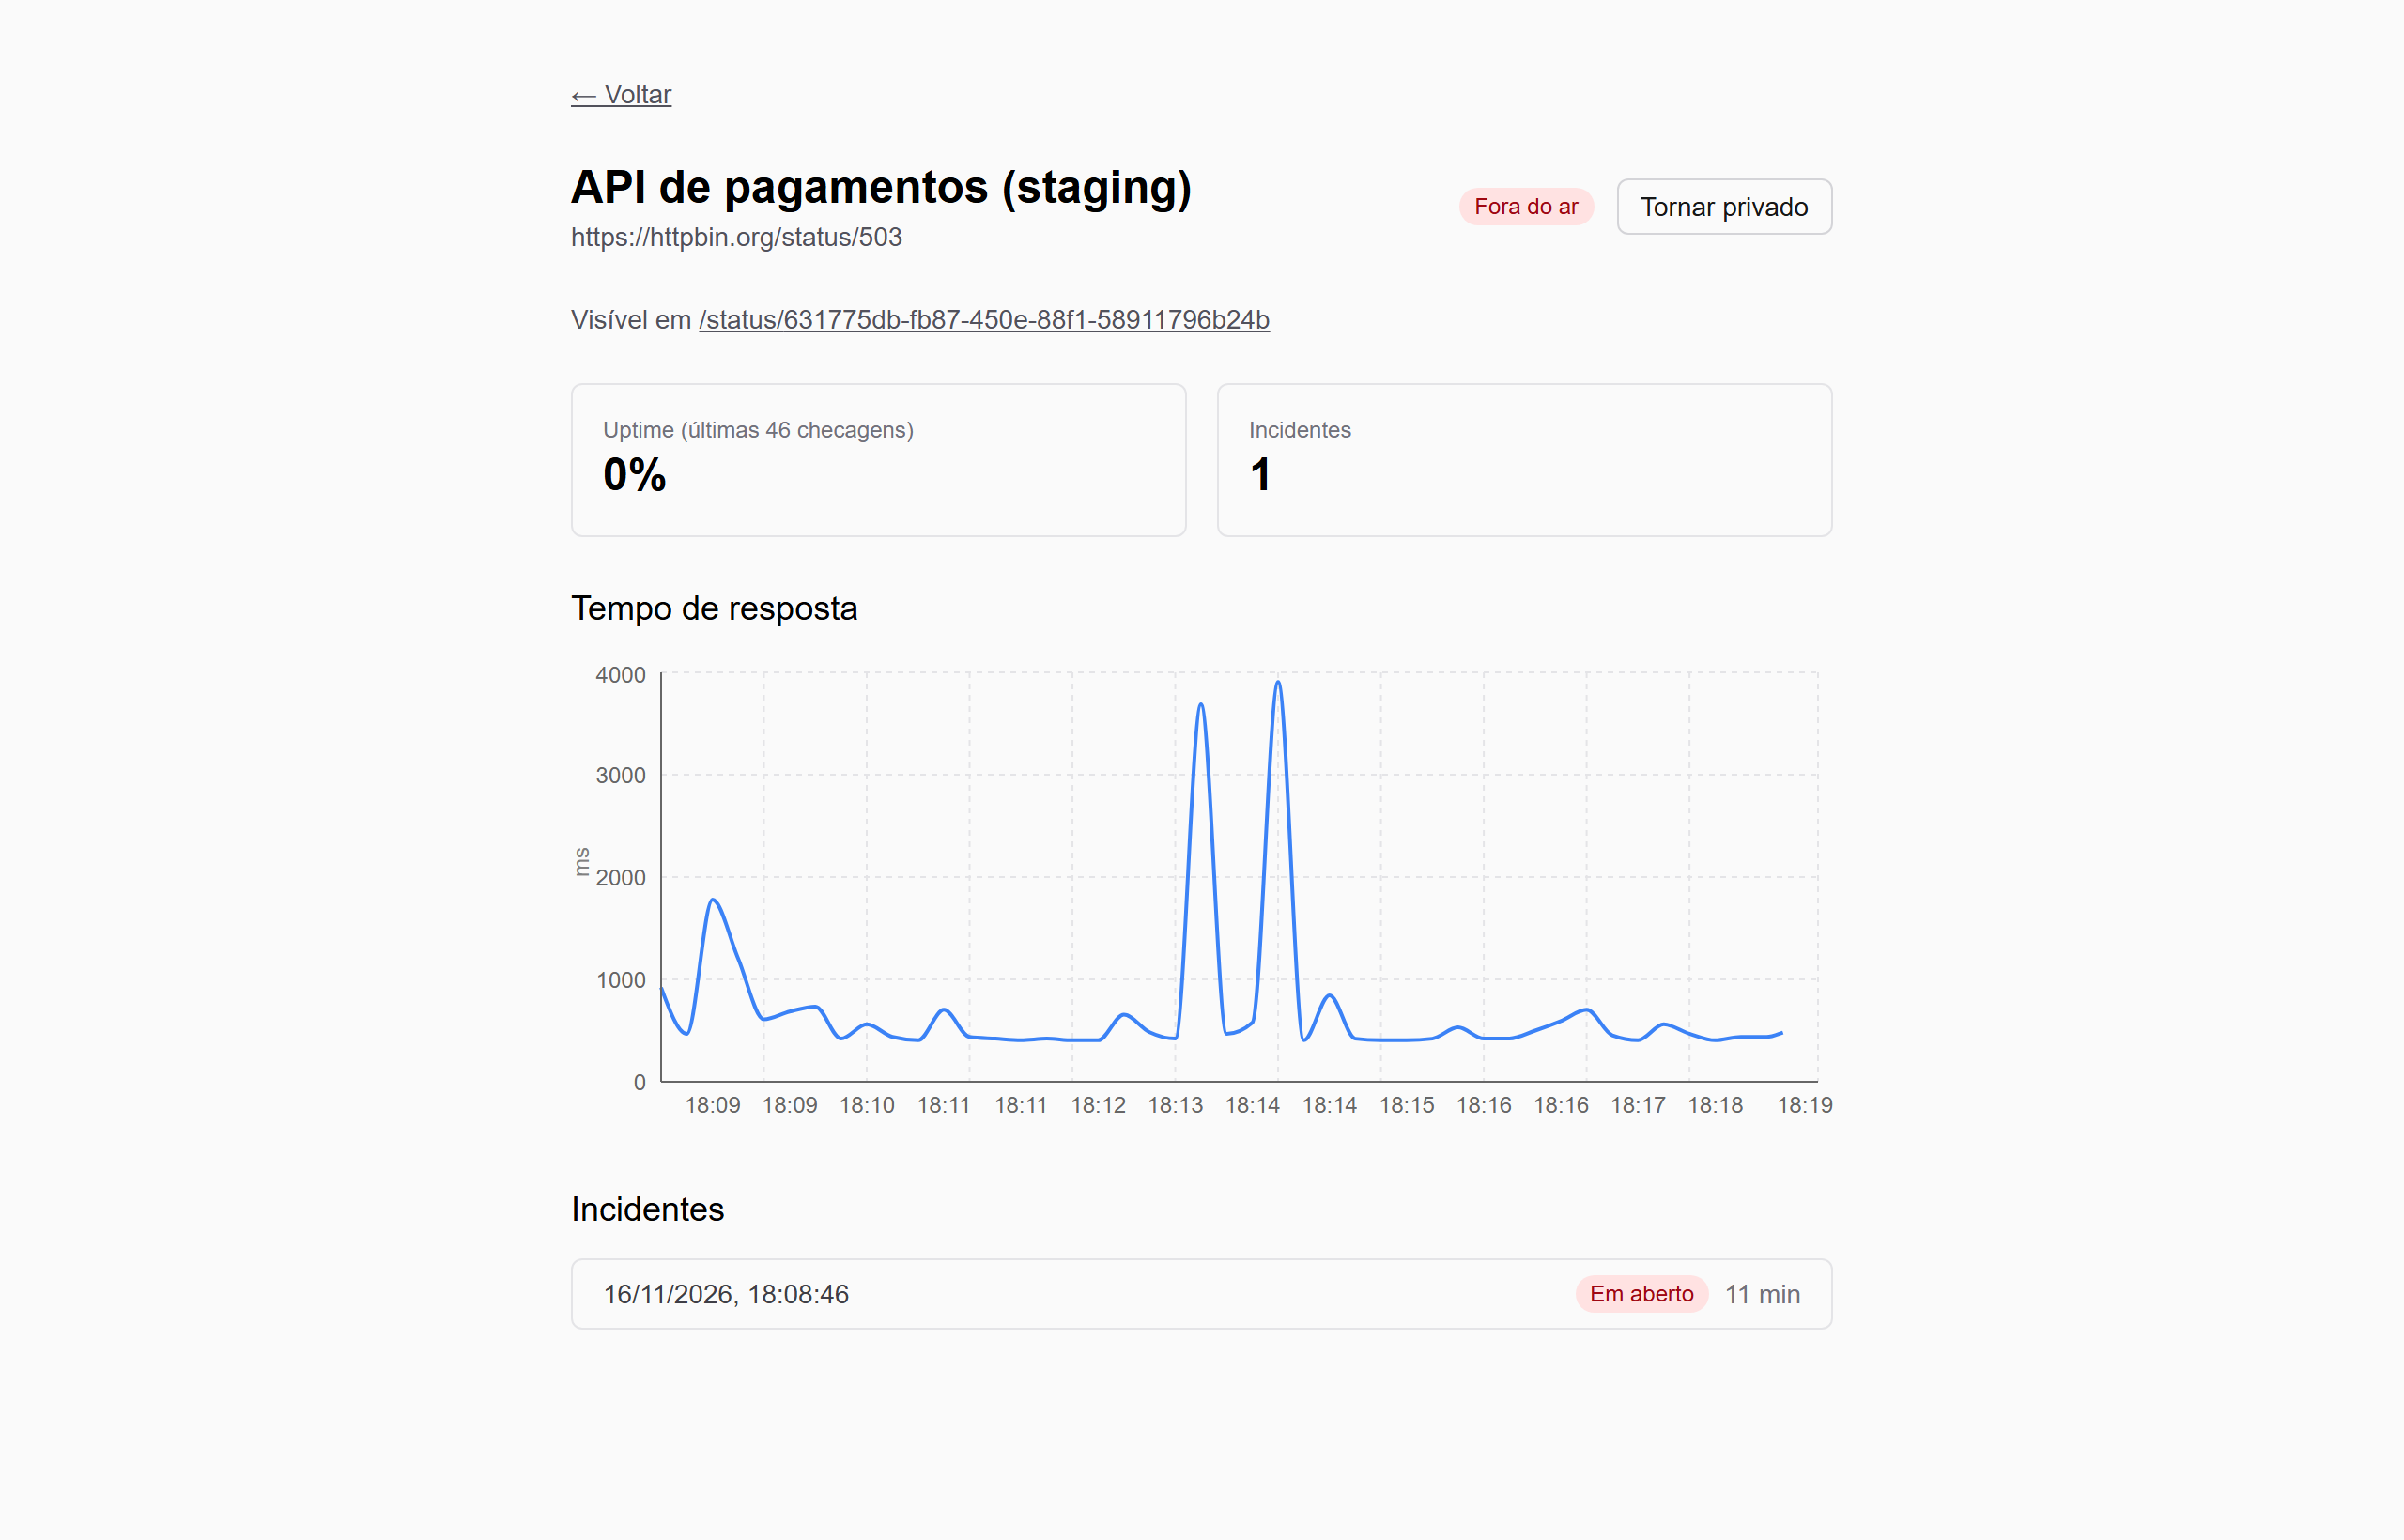 ← Voltar
API de pagamentos (staging)
Fora do ar
Tornar privado
https://httpbin.org/status/503
Visível em /status/631775db-fb87-450e-88f1-58911796b24b
Uptime (últimas 46 checagens)
0%
Incidentes
1
Tempo de resposta
4000
3000
2000
1000
0
ms
18:09 18:09 18:10 18:11 18:11 18:12 18:13 18:14 18:14 18:15 18:16 18:16 18:17 18:18 18:19
Incidentes
16/11/2026, 18:08:46
Em aberto
11 min